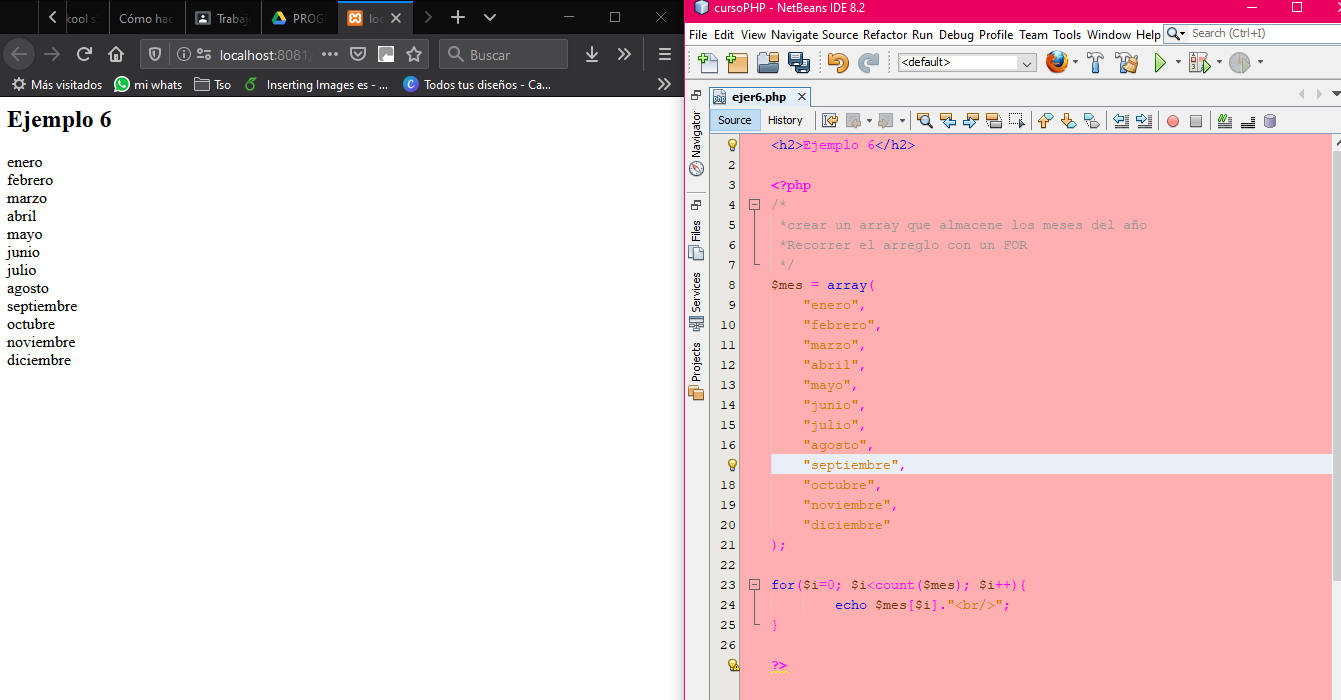 kool s
Cómo hac
Trabaj
PROG
loc
localhost:8081/
Buscar
Más visitados
mi whats
Tso
Inserting Images es - ...
Todos tus diseños - Ca...
Ejemplo 6
enero
febrero
marzo
abril
mayo
junio
julio
agosto
septiembre
octubre
noviembre
diciembre
cursoPHP - NetBeans IDE 8.2
File Edit View Navigate Source Refactor Run Debug Profile Team Tools Window Help
Search (Ctrl+I)
<default>
ejer6.php
Source History
Navigator
Files
Services
Projects
<h2>Ejemplo 6</h2>
2
3 <?php
4 /*
5 *crear un array que almacene los meses del año
6 *Recorrer el arreglo con un FOR
7 */
8 $mes = array(
9 "enero",
10 "febrero",
11 "marzo",
12 "abril",
13 "mayo",
14 "junio",
15 "julio",
16 "agosto",
"septiembre",
18 "octubre",
19 "noviembre",
20 "diciembre"
21 );
22
23 for($i=0; $i<count($mes); $i++){
24 echo $mes[$i]."<br/>";
25 }
26
?>